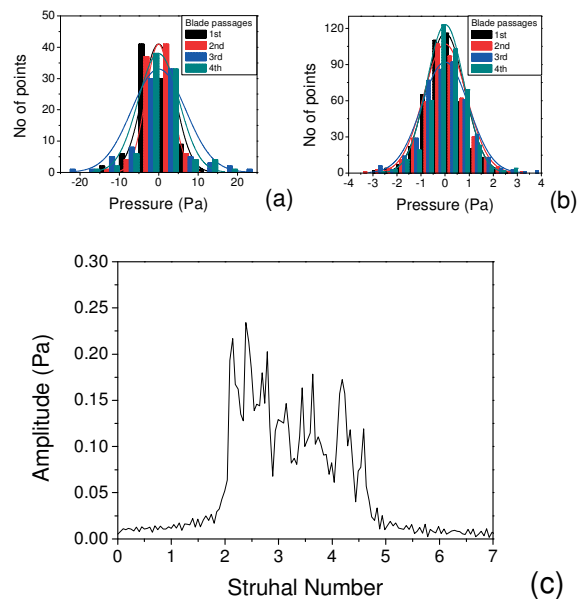 Blade passages
1st
2nd
3rd
4th
50
40
30
20
10
0
No of points
-20 -10 0 10 20
Pressure (Pa)
(a)
Blade passages
1st
2nd
3rd
4th
120
90
60
30
0
No of points
-4 -3 -2 -1 0 1 2 3 4
Pressure (Pa)
(b)
0.30
0.25
0.20
0.15
0.10
0.05
0.00
Amplitude (Pa)
0 1 2 3 4 5 6 7
Struhal Number
(c)